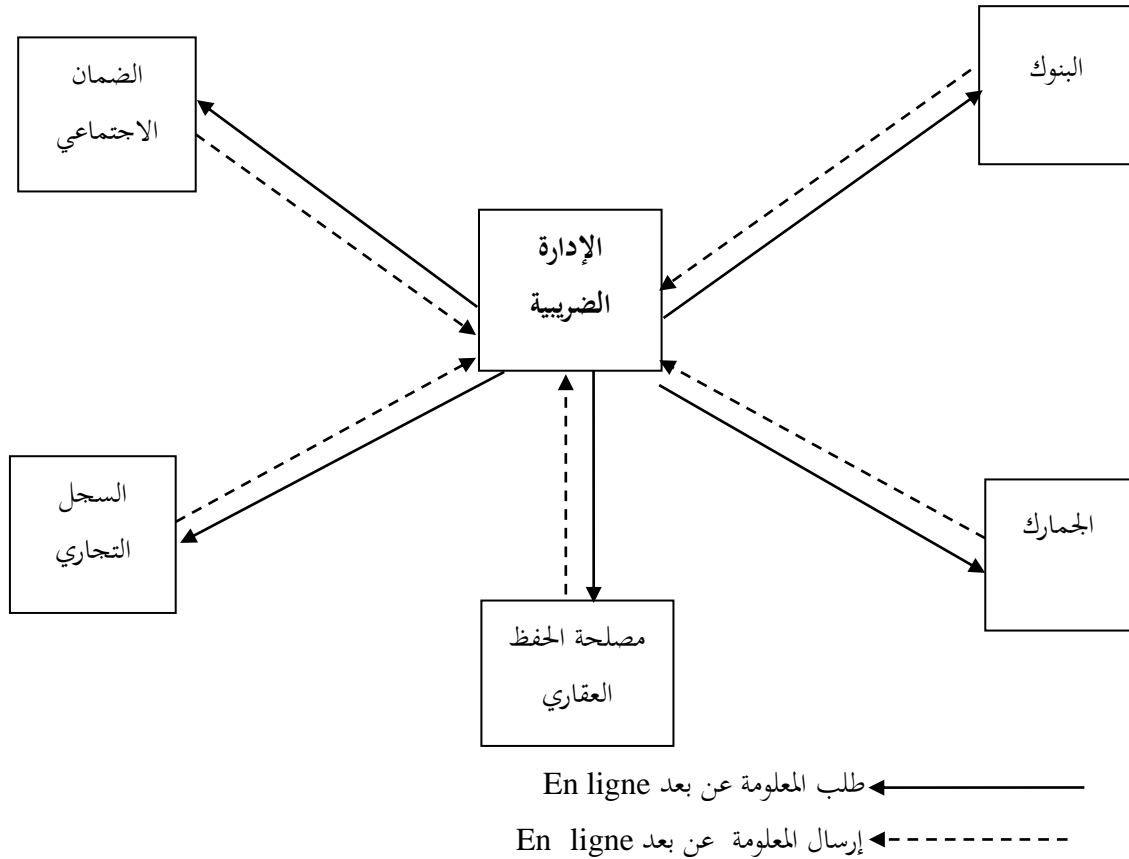 الضمان
الاجتماعي
البنوك
الإدارة
الضريبية
السجل
التجاري
الجمارك
مصلحة الحفظ
العقاري
طلب المعلومة عن بعد En ligne
إرسال المعلومة عن بعد En ligne